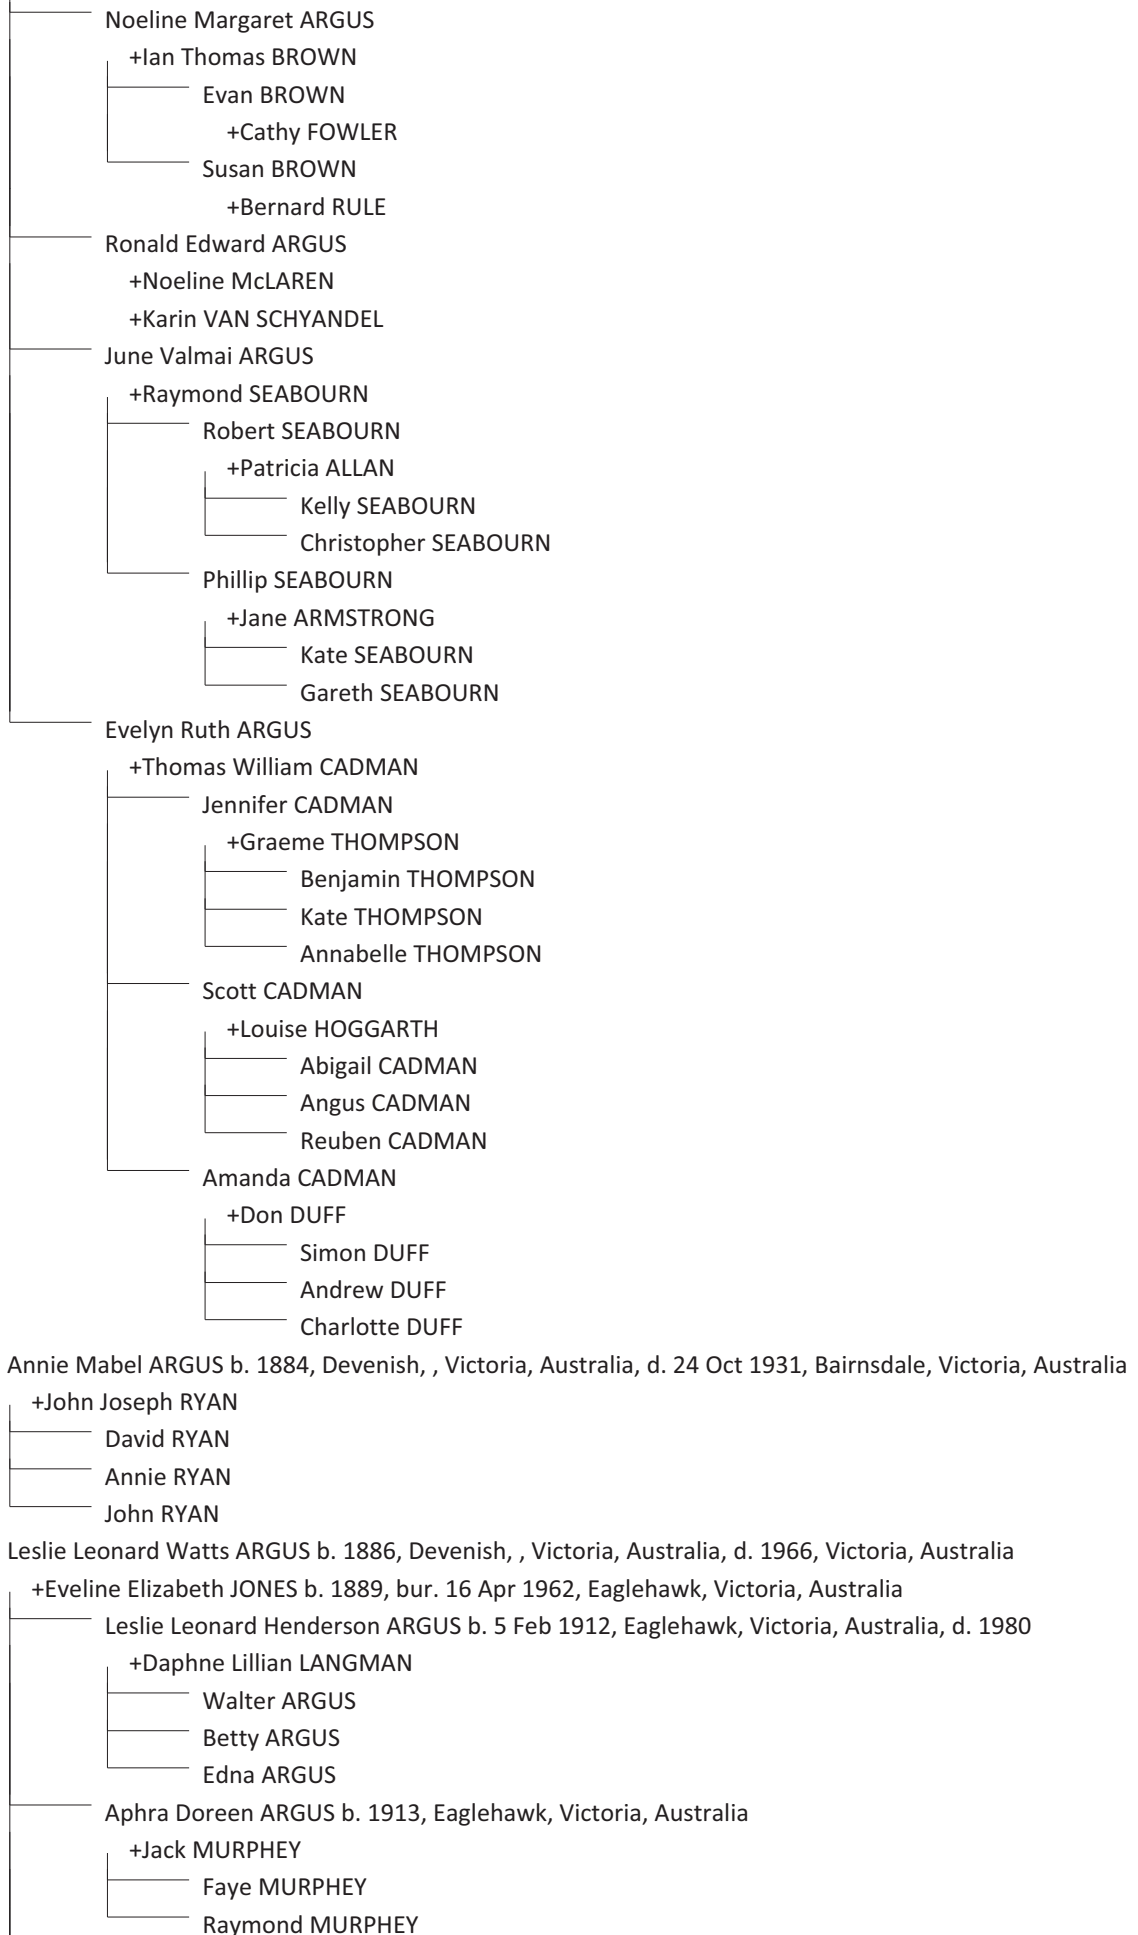 Noeline Margaret ARGUS
+Ian Thomas BROWN
Evan BROWN
+Cathy FOWLER
Susan BROWN
+Bernard RULE
Ronald Edward ARGUS
+Noeline McLAREN
+Karin VAN SCHYANDEL
June Valmai ARGUS
+Raymond SEABOURN
Robert SEABOURN
+Patricia ALLAN
Kelly SEABOURN
Christopher SEABOURN
Phillip SEABOURN
+Jane ARMSTRONG
Kate SEABOURN
Gareth SEABOURN
Evelyn Ruth ARGUS
+Thomas William CADMAN
Jennifer CADMAN
+Graeme THOMPSON
Benjamin THOMPSON
Kate THOMPSON
Annabelle THOMPSON
Scott CADMAN
+Louise HOGGARTH
Abigail CADMAN
Angus CADMAN
Reuben CADMAN
Amanda CADMAN
+Don DUFF
Simon DUFF
Andrew DUFF
Charlotte DUFF
Annie Mabel ARGUS b. 1884, Devenish, , Victoria, Australia, d. 24 Oct 1931, Bairnsdale, Victoria, Australia
+John Joseph RYAN
David RYAN
Annie RYAN
John RYAN
Leslie Leonard Watts ARGUS b. 1886, Devenish, , Victoria, Australia, d. 1966, Victoria, Australia
+Eveline Elizabeth JONES b. 1889, bur. 16 Apr 1962, Eaglehawk, Victoria, Australia
Leslie Leonard Henderson ARGUS b. 5 Feb 1912, Eaglehawk, Victoria, Australia, d. 1980
+Daphne Lillian LANGMAN
Walter ARGUS
Betty ARGUS
Edna ARGUS
Aphra Doreen ARGUS b. 1913, Eaglehawk, Victoria, Australia
+Jack MURPHEY
Faye MURPHEY
Raymond MURPHEY